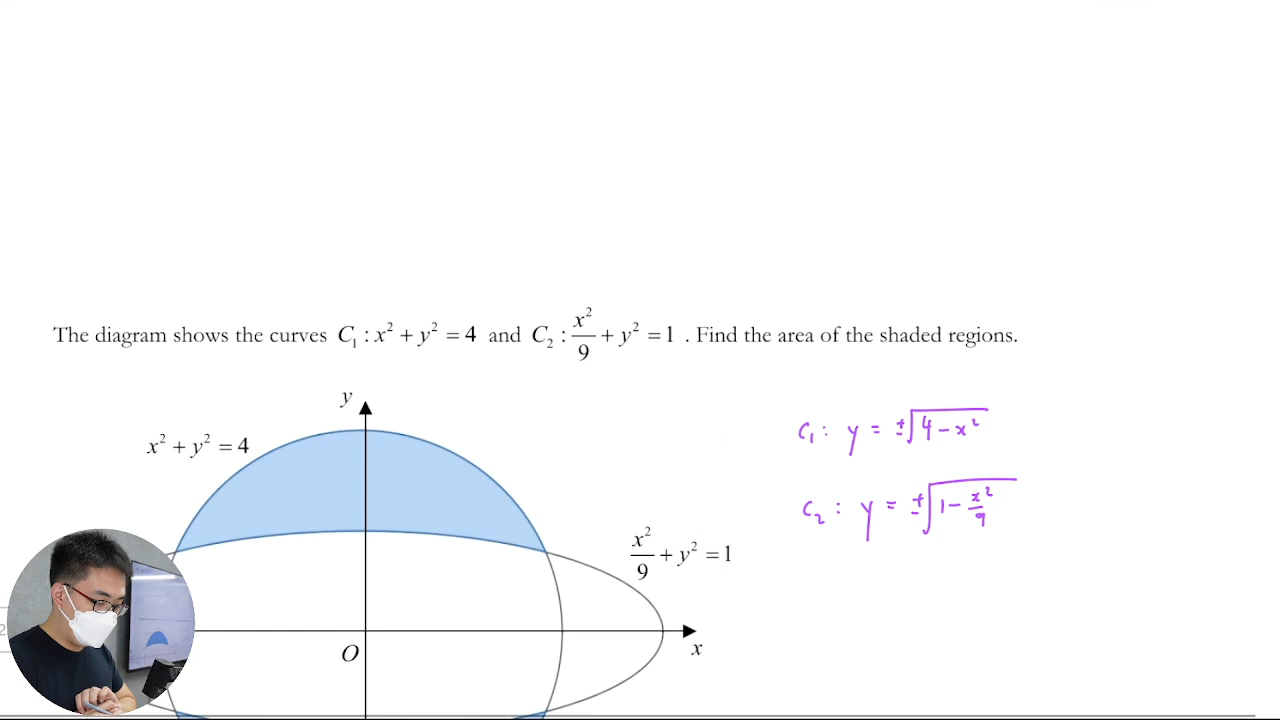 The diagram shows the curves C₁ : x² + y² = 4 and C₂ : x²/9 + y² = 1 . Find the area of the shaded regions.
y
x² + y² = 4
C₁ : y = ±√(4 − x²)
C₂ : y = ±√(1 − x²/9)
x²/9 + y² = 1
2
O
x